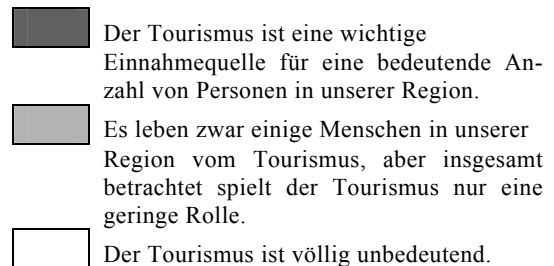 Der Tourismus ist eine wichtige
Einnahmequelle für eine bedeutende An-
zahl von Personen in unserer Region.
Es leben zwar einige Menschen in unserer
Region vom Tourismus, aber insgesamt
betrachtet spielt der Tourismus nur eine
geringe Rolle.
Der Tourismus ist völlig unbedeutend.